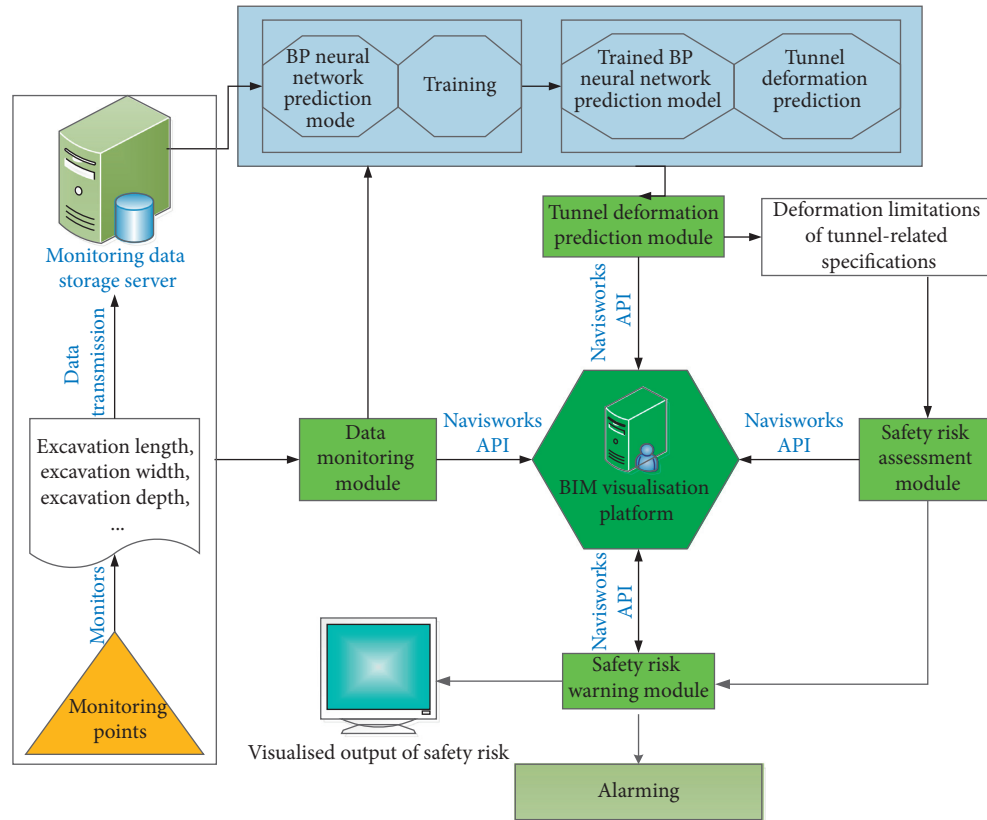 BP neural
network
prediction
mode
Training
Trained BP
neural network
prediction model
Tunnel
deformation
prediction
Monitoring data
storage server
Tunnel deformation
prediction module
Deformation limitations
of tunnel-related
specifications
Data
transmission
Navisworks
API
Excavation length,
excavation width,
excavation depth,
...
Data
monitoring
module
Navisworks
API
BIM visualisation
platform
Navisworks
API
Safety risk
assessment
module
Monitors
Navisworks
API
Monitoring
points
Safety risk
warning module
Visualised output of safety risk
Alarming